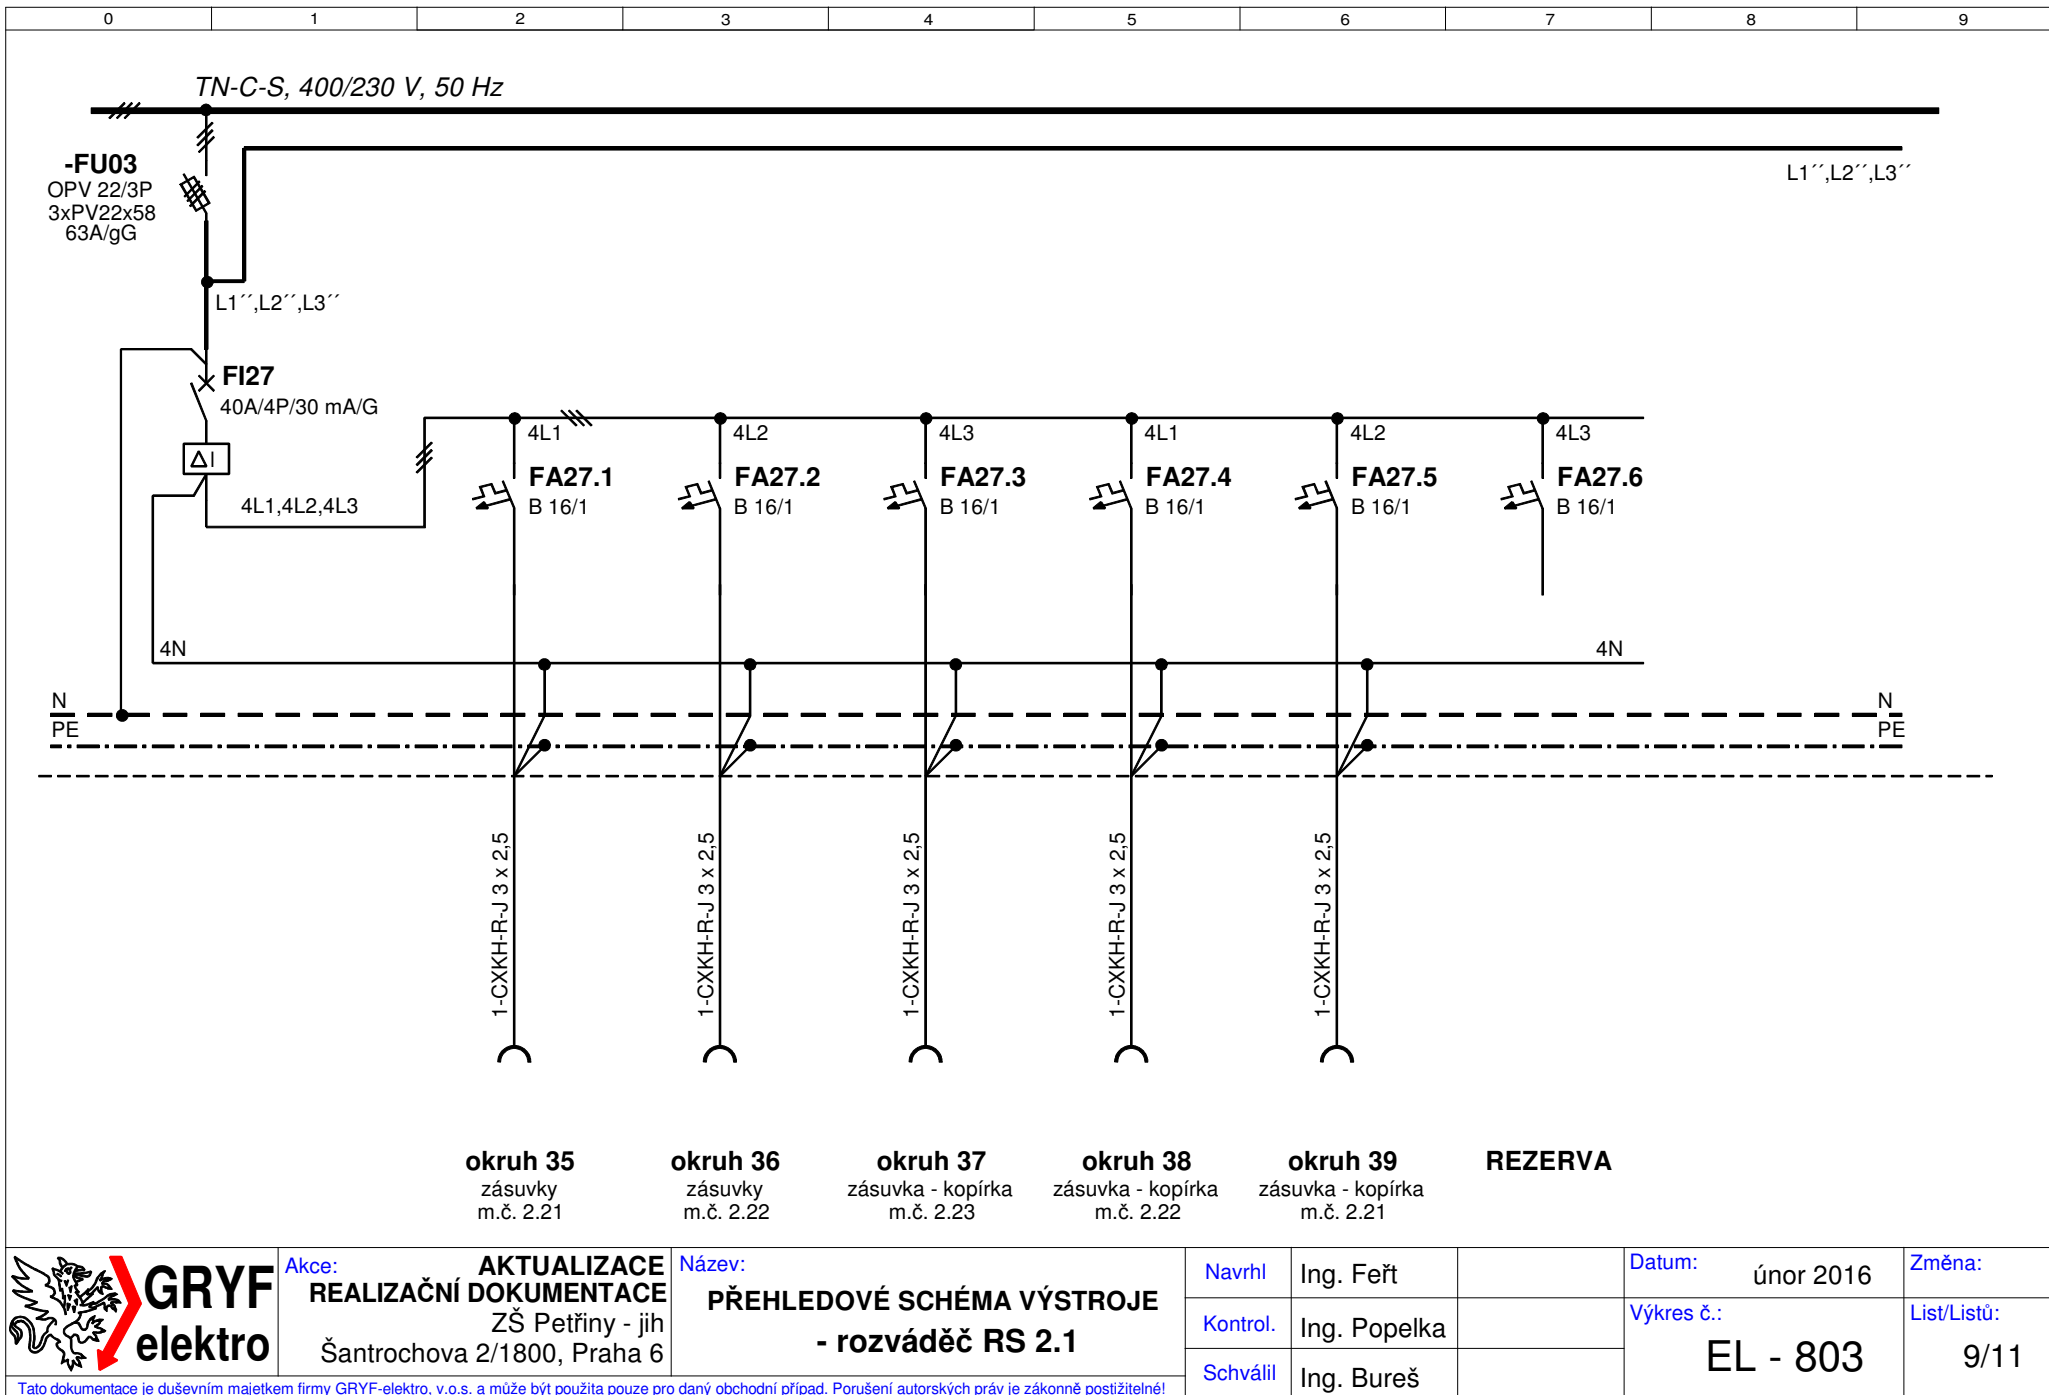 0 1 2 3 4 5 6 7 8 9
TN-C-S, 400/230 V, 50 Hz
-FU03
OPV 22/3P
3xPV22x58
63A/gG
L1´´,L2´´,L3´´
L1´´,L2´´,L3´´
FI27
40A/4P/30 mA/G
ΔI
4L1,4L2,4L3
4L1 4L2 4L3 4L1 4L2 4L3
FA27.1 FA27.2 FA27.3 FA27.4 FA27.5 FA27.6
B 16/1 B 16/1 B 16/1 B 16/1 B 16/1 B 16/1
4N 4N
N N
PE PE
1-CXKH-R-J 3 x 2,5
1-CXKH-R-J 3 x 2,5
1-CXKH-R-J 3 x 2,5
1-CXKH-R-J 3 x 2,5
1-CXKH-R-J 3 x 2,5
okruh 35
zásuvky
m.č. 2.21
okruh 36
zásuvky
m.č. 2.22
okruh 37
zásuvka - kopírka
m.č. 2.23
okruh 38
zásuvka - kopírka
m.č. 2.22
okruh 39
zásuvka - kopírka
m.č. 2.21
REZERVA
GRYF
elektro
Akce:
AKTUALIZACE
REALIZAČNÍ DOKUMENTACE
ZŠ Petřiny - jih
Šantrochova 2/1800, Praha 6
Název:
PŘEHLEDOVÉ SCHÉMA VÝSTROJE
- rozváděč RS 2.1
Navrhl Ing. Feřt
Kontrol. Ing. Popelka
Schválil Ing. Bureš
Datum: únor 2016
Výkres č.:
EL - 803
Změna:
List/Listů:
9/11
Tato dokumentace je duševním majetkem firmy GRYF-elektro, v.o.s. a může být použita pouze pro daný obchodní případ. Porušení autorských práv je zákonně postižitelné!